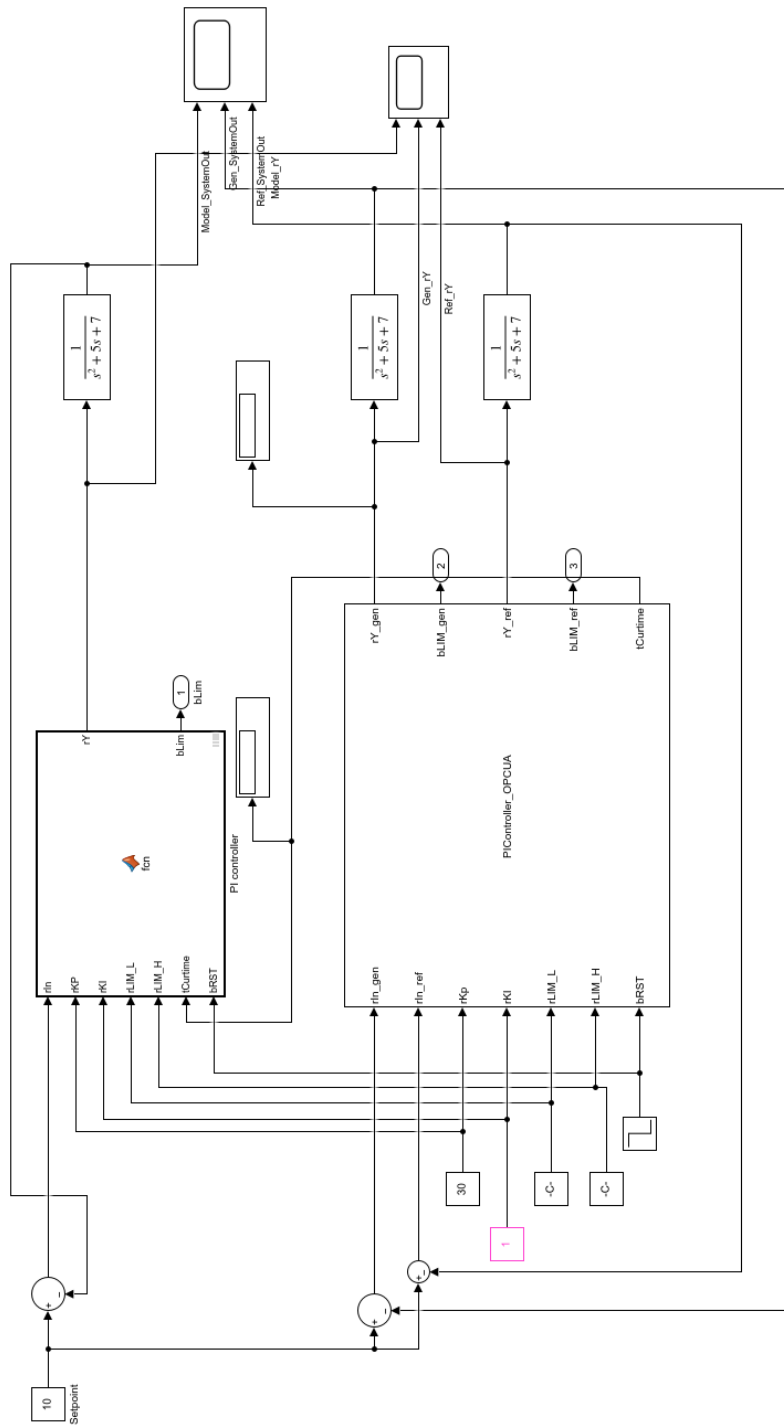 10
Setpoint
+
-
rIn
rKP
rKI
rLIM_L
rLIM_H
tCurtime
bRST
fcn
rY
bLim
PI controller
1
bLim
1
s² + 5s + 7
Model_SystemOut
Gen_SystemOut
Ref_SystemOut
Model_rY
+
-
+
-
30
1
-C-
-C-
rIn_gen
rIn_ref
rKp
rKI
rLIM_L
rLIM_H
bRST
PIController_OPCUA
rY_gen
bLIM_gen
rY_ref
bLIM_ref
tCurtime
2
3
1
s² + 5s + 7
1
s² + 5s + 7
Gen_rY
Ref_rY